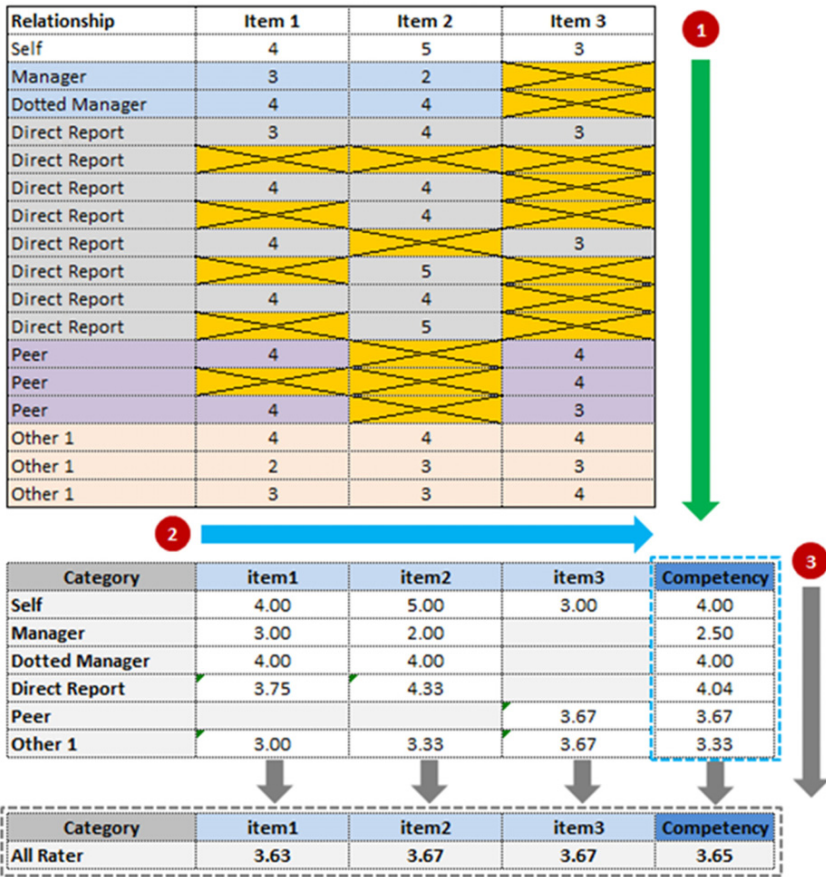 Relationship Item 1 Item 2 Item 3
Self 4 5 3
Manager 3 2
Dotted Manager 4 4
Direct Report 3 4 3
Direct Report
Direct Report 4 4
Direct Report 4
Direct Report 4 3
Direct Report 5
Direct Report 4 4
Direct Report 5
Peer 4 4
Peer 4
Peer 4 3
Other 1 4 4 4
Other 1 2 3 3
Other 1 3 3 4
1
2
3
Category item1 item2 item3 Competency
Self 4.00 5.00 3.00 4.00
Manager 3.00 2.00 2.50
Dotted Manager 4.00 4.00 4.00
Direct Report 3.75 4.33 4.04
Peer 3.67 3.67
Other 1 3.00 3.33 3.67 3.33
Category item1 item2 item3 Competency
All Rater 3.63 3.67 3.67 3.65